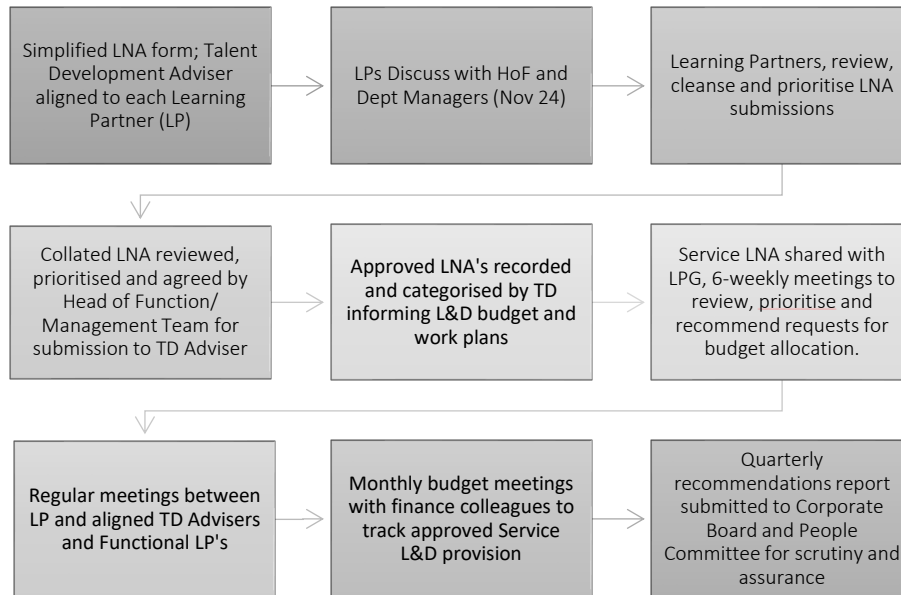 Simplified LNA form; Talent
Development Adviser
aligned to each Learning
Partner (LP)
LPs Discuss with HoF and
Dept Managers (Nov 24)
Learning Partners, review,
cleanse and prioritise LNA
submissions
Collated LNA reviewed,
prioritised and agreed by
Head of Function/
Management Team for
submission to TD Adviser
Approved LNA's recorded
and categorised by TD
informing L&D budget and
work plans
Service LNA shared with
LPG, 6-weekly meetings to
review, prioritise and
recommend requests for
budget allocation.
Regular meetings between
LP and aligned TD Advisers
and Functional LP's
Monthly budget meetings
with finance colleagues to
track approved Service
L&D provision
Quarterly
recommendations report
submitted to Corporate
Board and People
Committee for scrutiny and
assurance